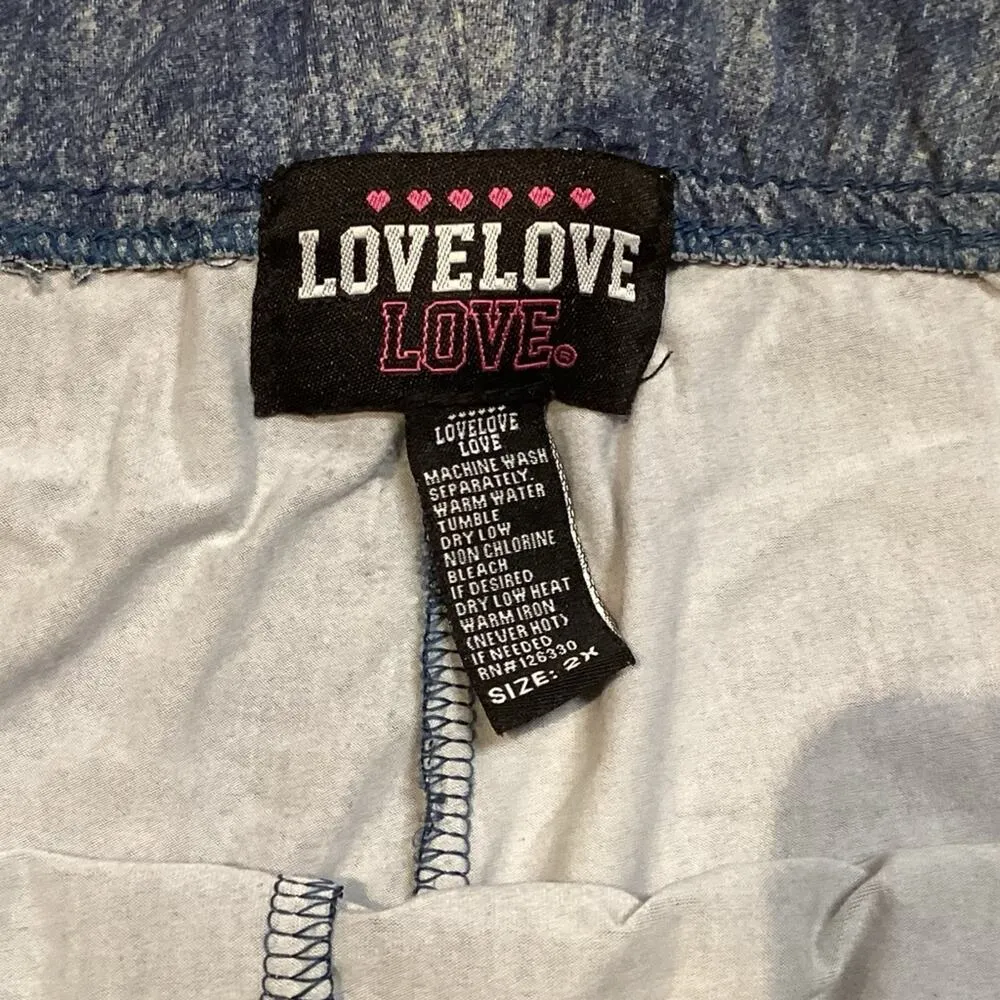 LOVELOVE
LOVE®
LOVELOVE
LOVE
MACHINE WASH
SEPARATELY.
WARM WATER
TUMBLE
DRY LOW
NON CHLORINE
BLEACH
IF DESIRED
DRY LOW HEAT
WARM IRON
(NEVER HOT)
IF NEEDED
RN#126330
SIZE: 2X